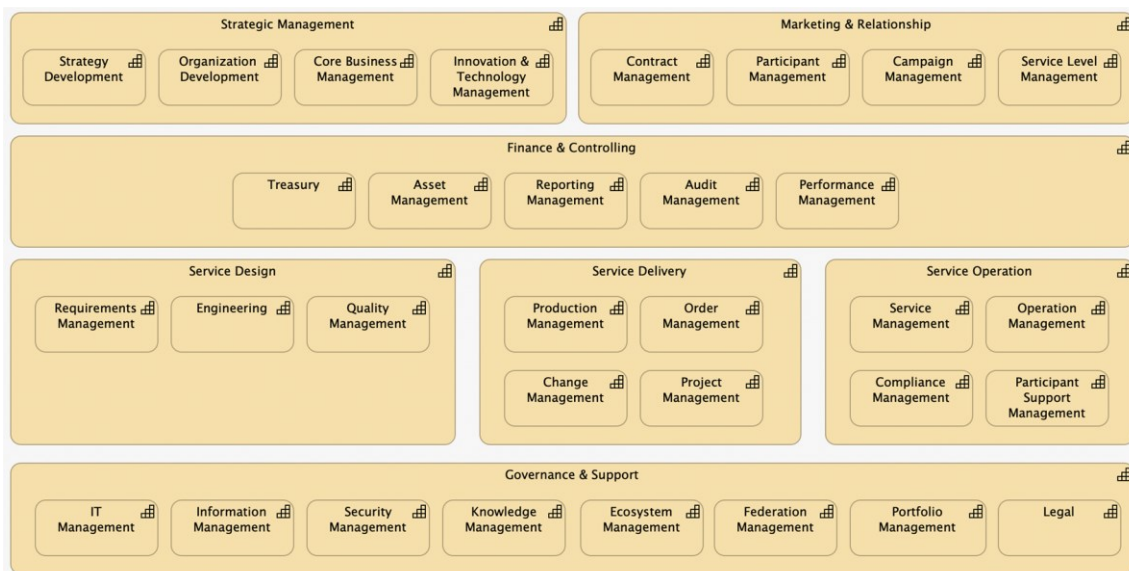 Strategic Management
Strategy
Development
Organization
Development
Core Business
Management
Innovation &
Technology
Management
Marketing & Relationship
Contract
Management
Participant
Management
Campaign
Management
Service Level
Management
Finance & Controlling
Treasury
Asset
Management
Reporting
Management
Audit
Management
Performance
Management
Service Design
Requirements
Management
Engineering
Quality
Management
Service Delivery
Production
Management
Order
Management
Change
Management
Project
Management
Service Operation
Service
Management
Operation
Management
Compliance
Management
Participant
Support
Management
Governance & Support
IT
Management
Information
Management
Security
Management
Knowledge
Management
Ecosystem
Management
Federation
Management
Portfolio
Management
Legal